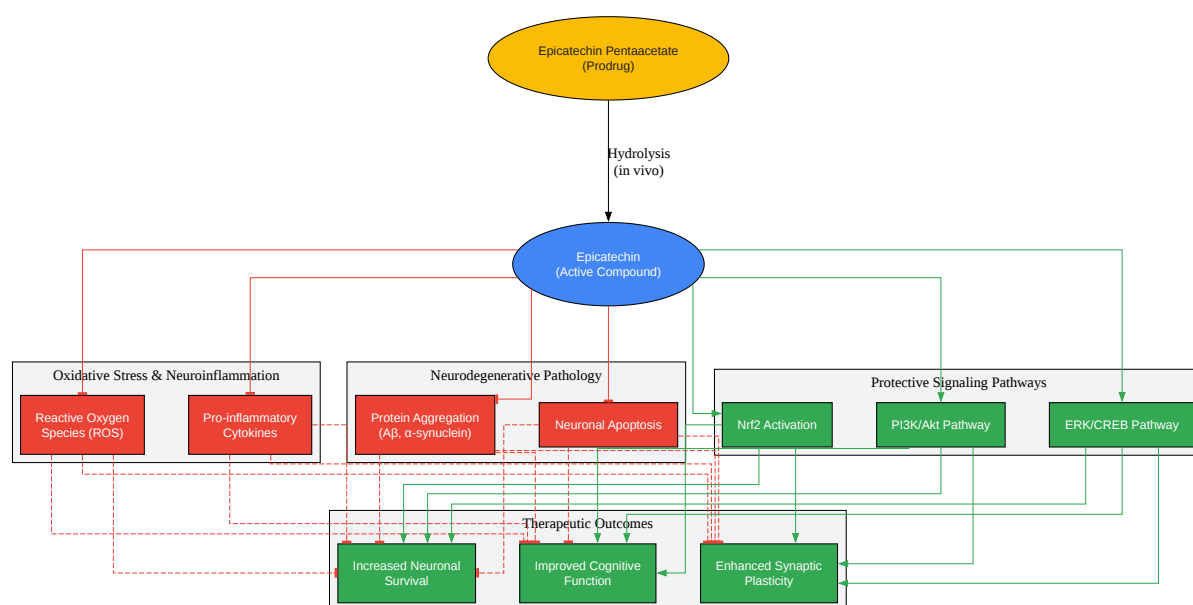 Epicatechin Pentaacetate
(Prodrug)
Hydrolysis
(in vivo)
Epicatechin
(Active Compound)
Oxidative Stress & Neuroinflammation
Neurodegenerative Pathology
Protective Signaling Pathways
Reactive Oxygen
Species (ROS)
Pro-inflammatory
Cytokines
Protein Aggregation
(Aβ, α-synuclein)
Neuronal Apoptosis
Nrf2 Activation
PI3K/Akt Pathway
ERK/CREB Pathway
Therapeutic Outcomes
Increased Neuronal
Survival
Improved Cognitive
Function
Enhanced Synaptic
Plasticity